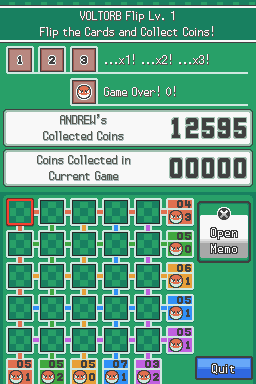 VOLTORB Flip Lv. 1
Flip the Cards and Collect Coins!
1 2 3 ...x1! ...x2! ...x3!
Game Over! 0!
ANDREW's
Collected Coins
12595
Coins Collected in
Current Game
00000
04
3
05
0
06
1
05
1
05
1
Open
Memo
05 05 05 07 03
1 2 0 1 2
Quit